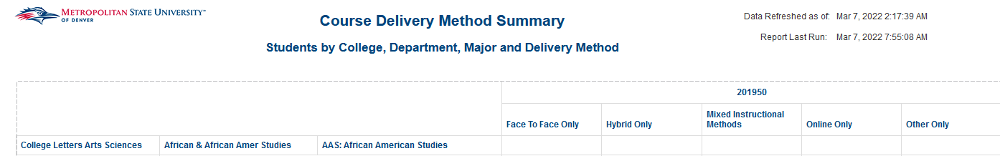 METROPOLITAN STATE UNIVERSITY™
OF DENVER
Course Delivery Method Summary
Students by College, Department, Major and Delivery Method
Data Refreshed as of: Mar 7, 2022 2:17:39 AM
Report Last Run: Mar 7, 2022 7:55:08 AM
201950
Face To Face Only
Hybrid Only
Mixed Instructional
Methods
Online Only
Other Only
College Letters Arts Sciences
African & African Amer Studies
AAS: African American Studies